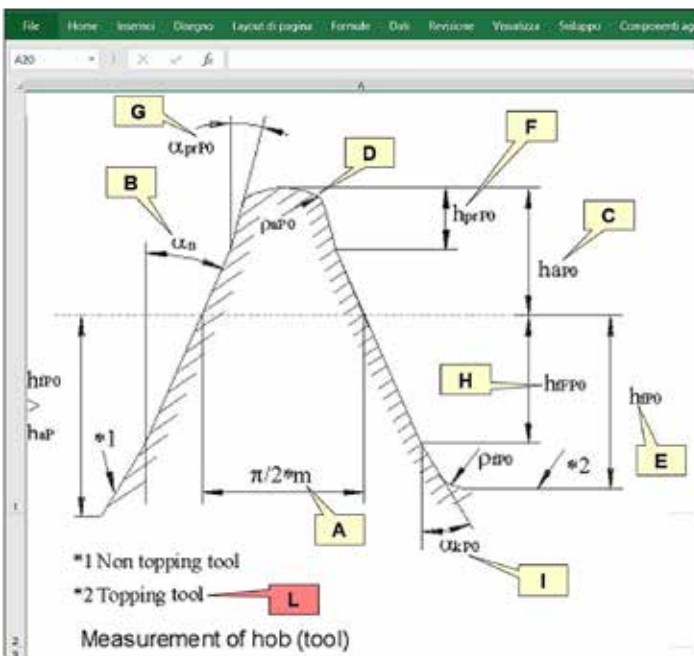 File Home Inserisci Disegno Layout di pagina Formule Dati Revisione Visualizza Sviluppo Componenti ag
A20 fx
A
G
F
αprP0
D
B
C
ρaP0
hprP0
αn
haP0
H
hfFP0
hfP0
hfP0
>
haP
*1
ρfP0
*2
E
π/2*m
1
A
αkP0
*1 Non topping tool
I
*2 Topping tool
L
Measurement of hob (tool)
2